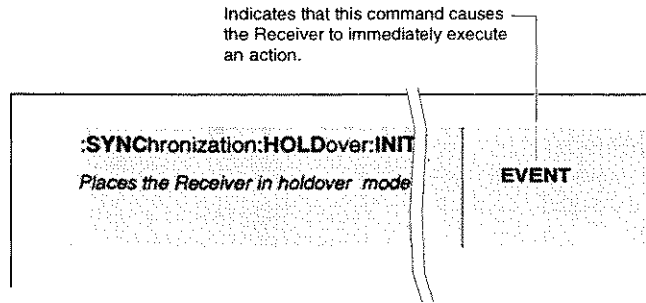 Indicates that this command causes
the Receiver to immediately execute
an action.
:SYNChronization:HOLDover:INIT
Places the Receiver in holdover mode
EVENT